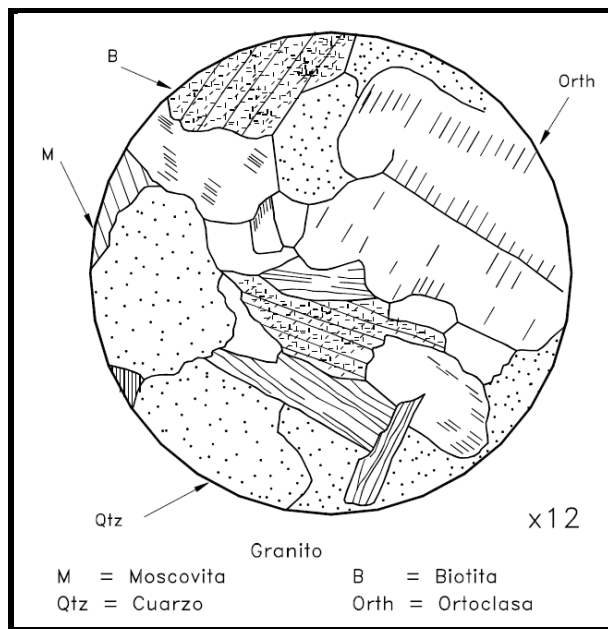 B
Orth
M
Qtz
x12
Granito
M = Moscovita B = Biotita
Qtz = Cuarzo Orth = Ortoclasa